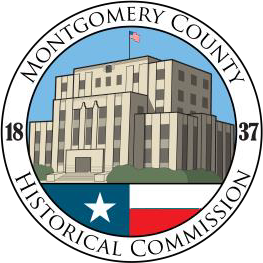 MONTGOMERY COUNTY
18 37
HISTORICAL COMMISSION